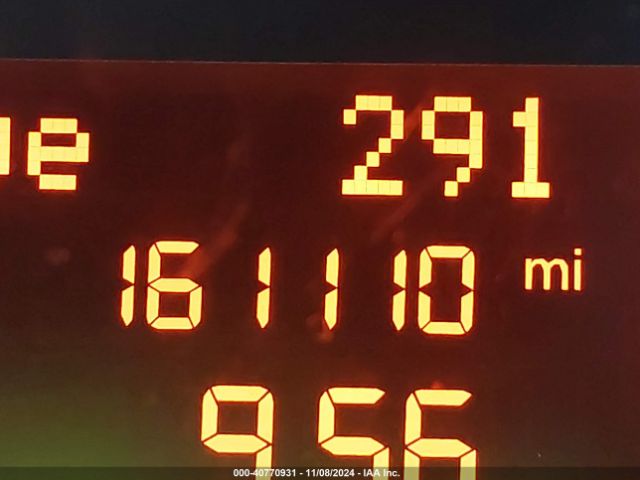 e 291
161110 mi
956
000-40770931 - 11/08/2024 - IAA Inc.